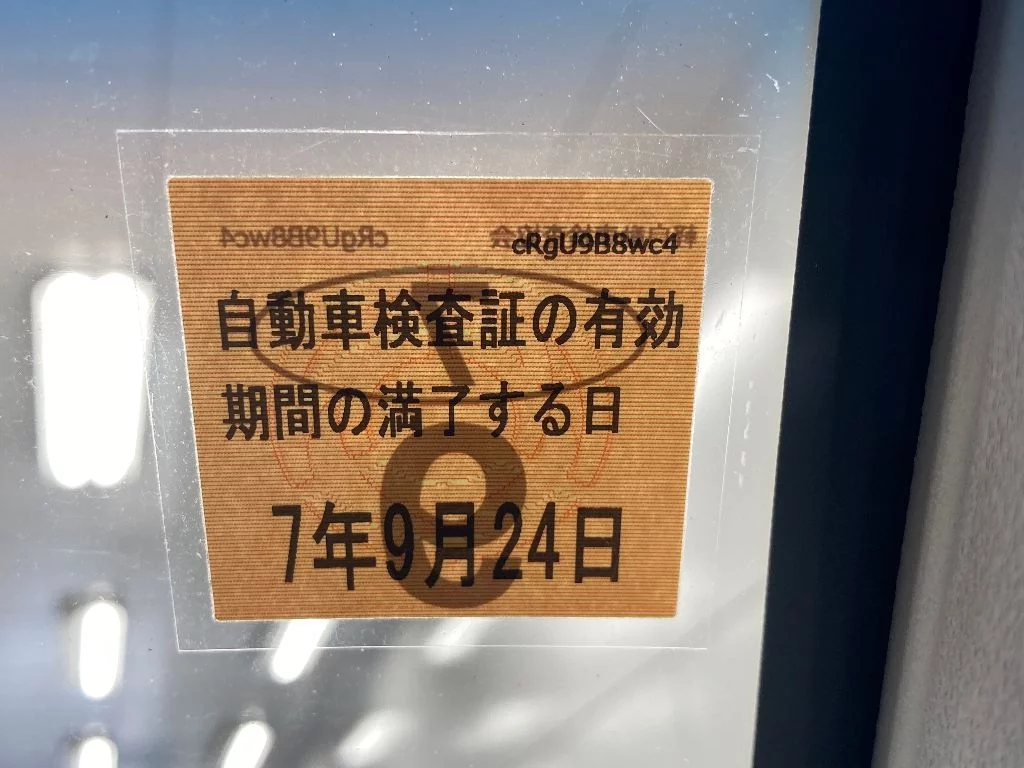 cRgU9B8wc4
自動車検査証の有効
期間の満了する日
7年9月24日